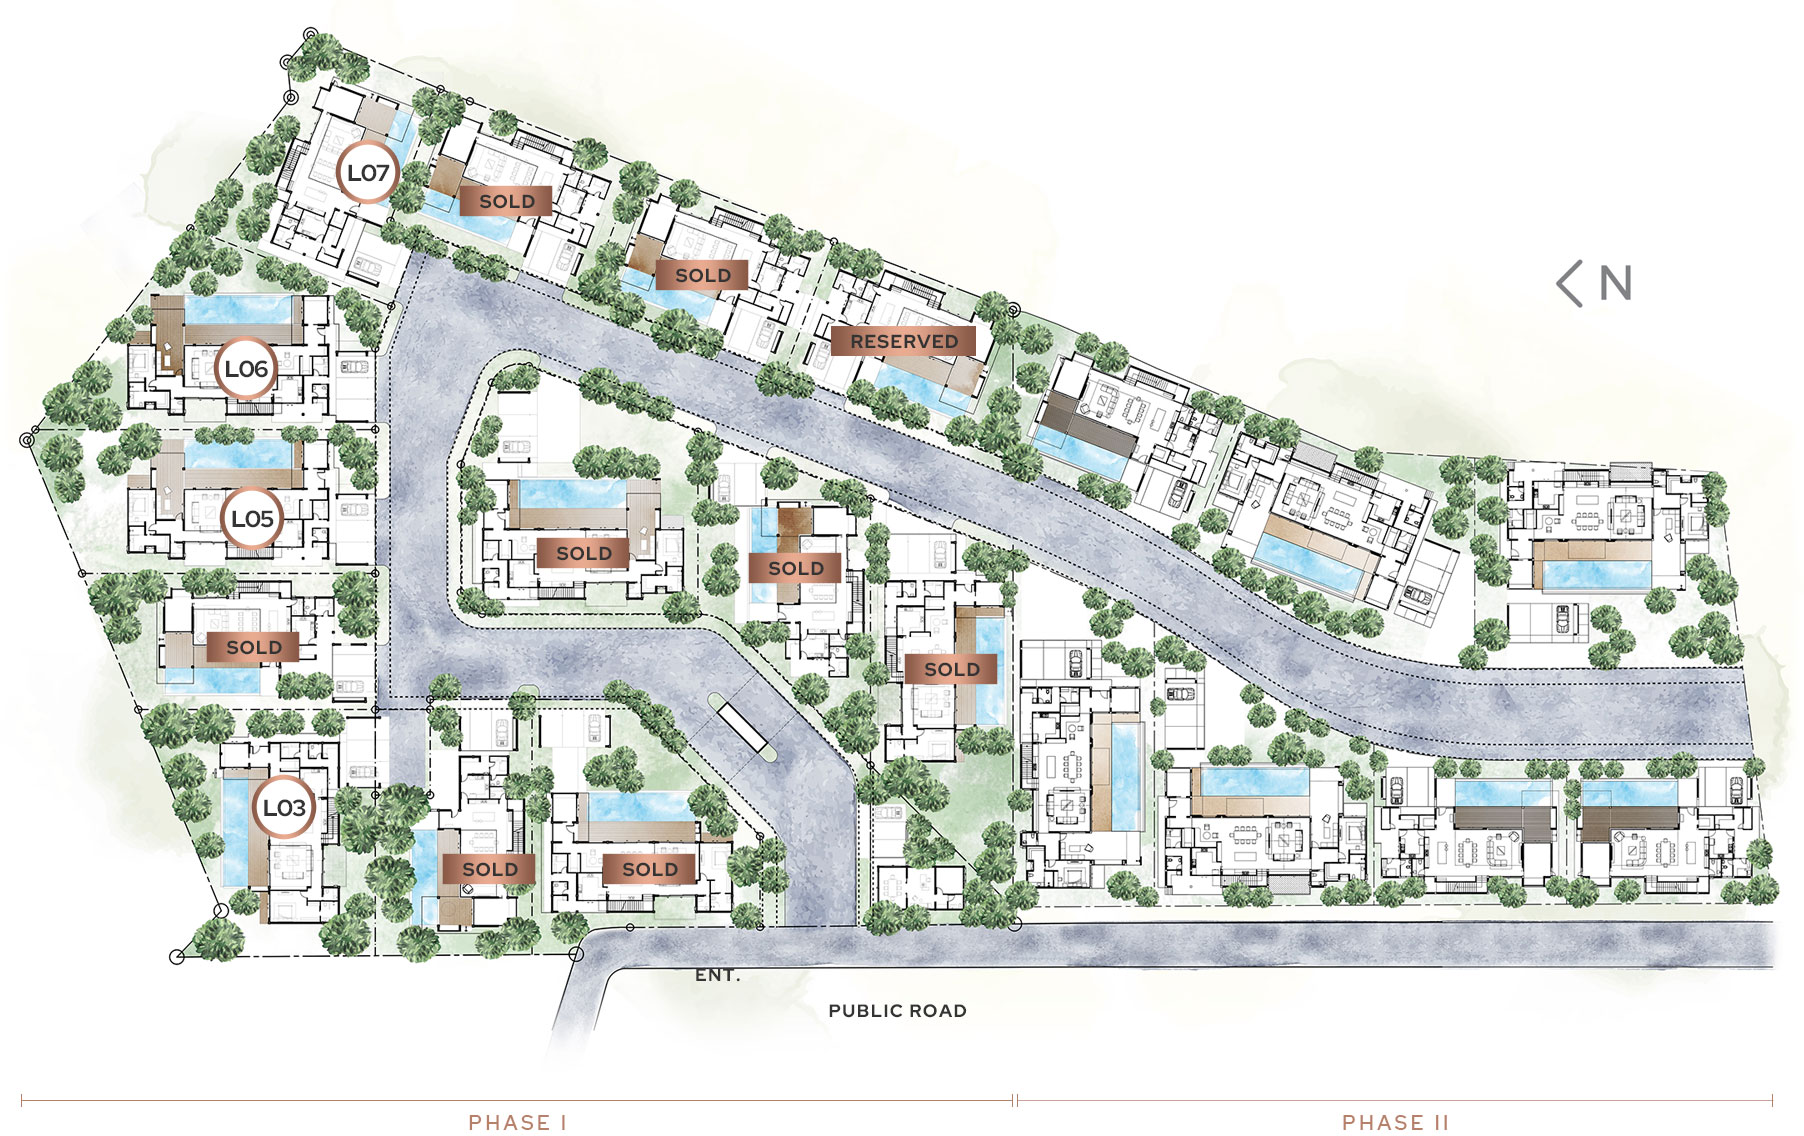 L07
SOLD
SOLD
N
RESERVED
L06
L05
SOLD
SOLD
SOLD
SOLD
L03
SOLD
SOLD
ENT.
PUBLIC ROAD
PHASE I
PHASE II